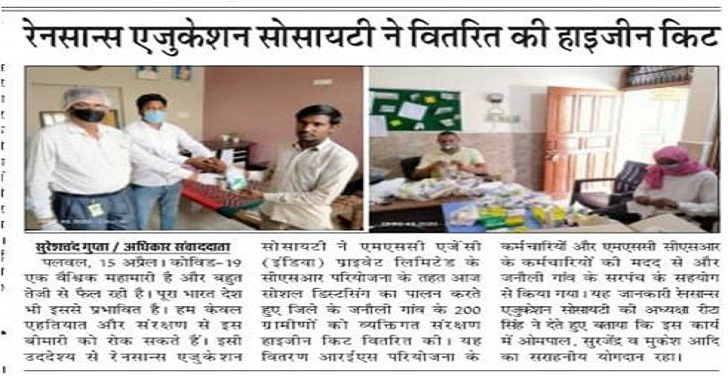 रेनसान्स एजुकेशन सोसायटी ने वितरित की हाइजीन किट
सुरेशचंद गुप्ता / अधिकार संवाददाता
पलवल, 15 अप्रैल। कोविड-19
एक वैश्विक महामारी है और बहुत
तेजी से फैल रही है। पूरा भारत देश
भी इससे प्रभावित है। हम केवल
एहतियात और संरक्षण से इस
बीमारी को रोक सकते हैं। इसी
उददेश्य से रेनसान्स एजुकेशन
सोसायटी ने एमएससी एजेंसी
(इंडिया) प्राइवेट लिमिटेड के
सीएसआर परियोजना के तहत आज
सोशल डिस्टसिंग का पालन करते
हुए जिले के जनौली गांव के 200
ग्रामीणों को व्यक्तिगत संरक्षण
हाइजीन किट वितरित की। यह
वितरण आरईएस परियोजना के
कर्मचारियों और एमएससी सीएसआर
के कर्मचारियों की मदद से और
जनौली गांव के सरपंच के सहयोग
से किया गया। यह जानकारी रेनसान्स
एजुकेशन सोसायटी की अध्यक्षा रीटा
सिंह ने देते हुए बताया कि इस कार्य
में ओमपाल, सुरजेंद्र व मुकेश आदि
का सराहनीय योगदान रहा।